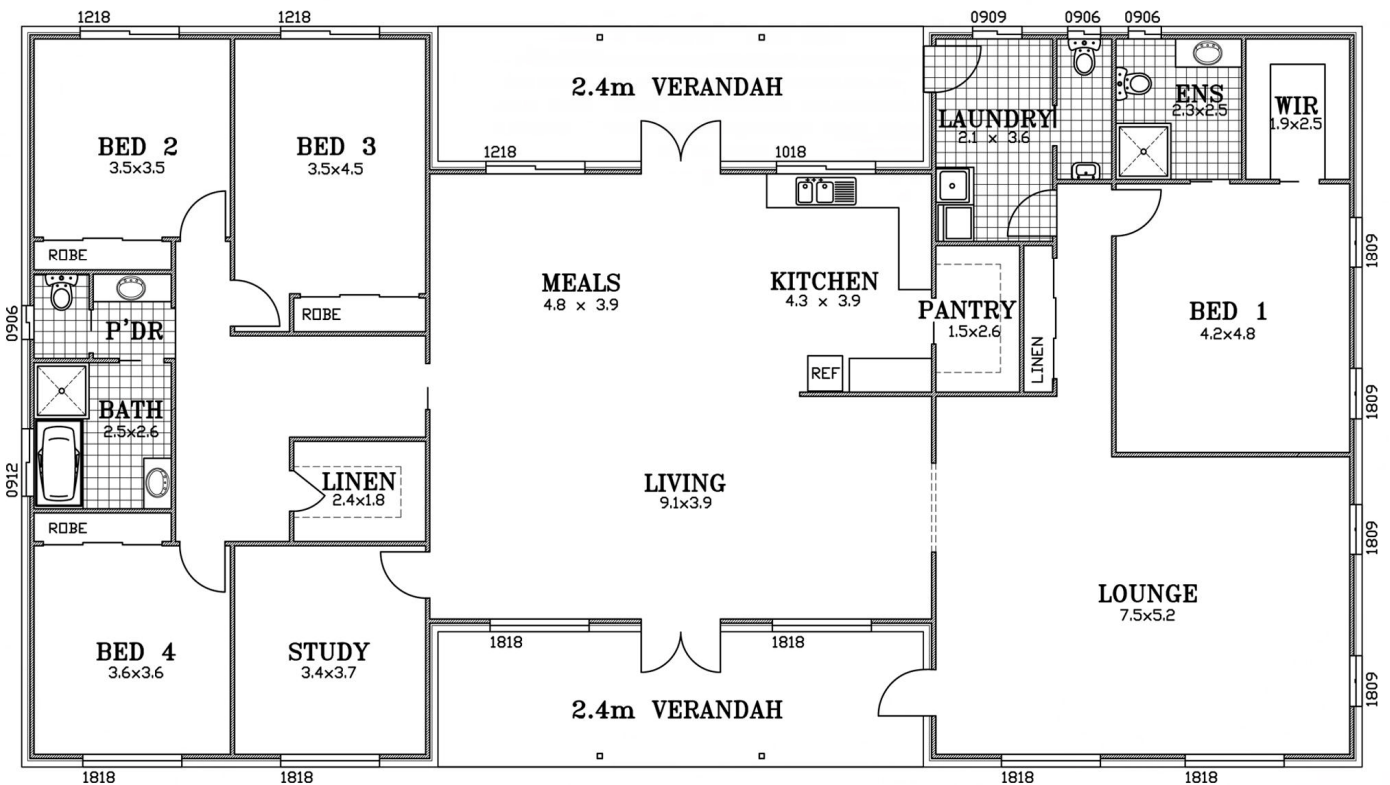 1218
1218
0909
0906
0906
2.4m VERANDAH
ENS
2.3x2.5
WIR
1.9x2.5
LAUNDRY
2.1 x 3.6
BED 2
3.5x3.5
BED 3
3.5x4.5
1218
1018
ROBE
1809
MEALS
4.8 x 3.9
KITCHEN
4.3 x 3.9
PANTRY
1.5x2.6
BED 1
4.2x4.8
ROBE
0906
P'DR
LINEN
REF
1809
BATH
2.5x2.6
0912
LINEN
2.4x1.8
LIVING
9.1x3.9
ROBE
1809
LOUNGE
7.5x5.2
BED 4
3.6x3.6
STUDY
3.4x3.7
1818
1818
1809
2.4m VERANDAH
1818
1818
1818
1818